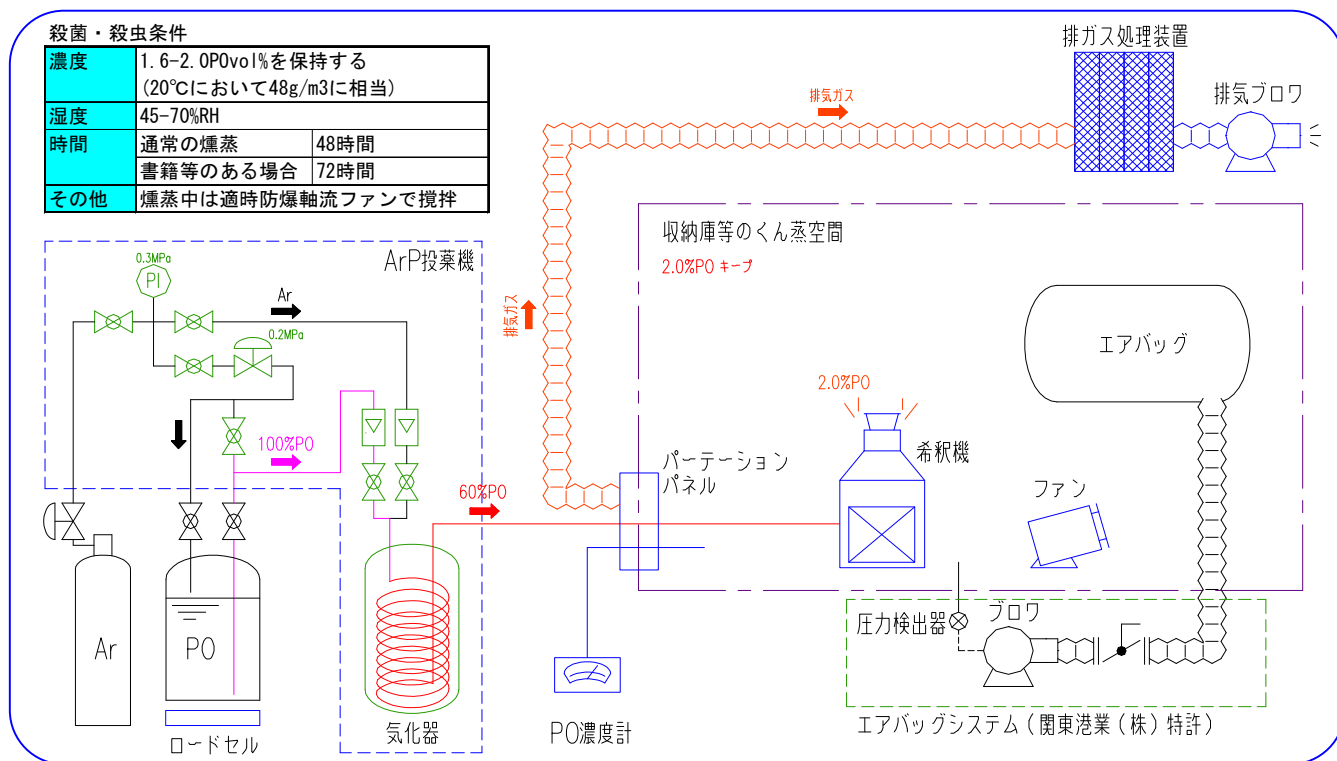 殺菌・殺虫条件
濃度 1.6-2.0POvol%を保持する
(20℃において48g/m3に相当)
湿度 45-70%RH
時間 通常の燻蒸 48時間
書籍等のある場合 72時間
その他 燻蒸中は適時防爆軸流ファンで撹拌
排ガス処理装置
排気ガス
排気ブロワ
収納庫等のくん蒸空間
2.0%PO キープ
ArP投薬機
0.3MPa
PI
Ar
0.2MPa
排気ガス
エアバッグ
2.0%PO
100%PO
希釈機
パーテーション
パネル
60%PO
ファン
圧力検出器
ブロワ
Ar
PO
気化器
PO濃度計
ロードセル
エアバッグシステム(関東港業(株)特許)